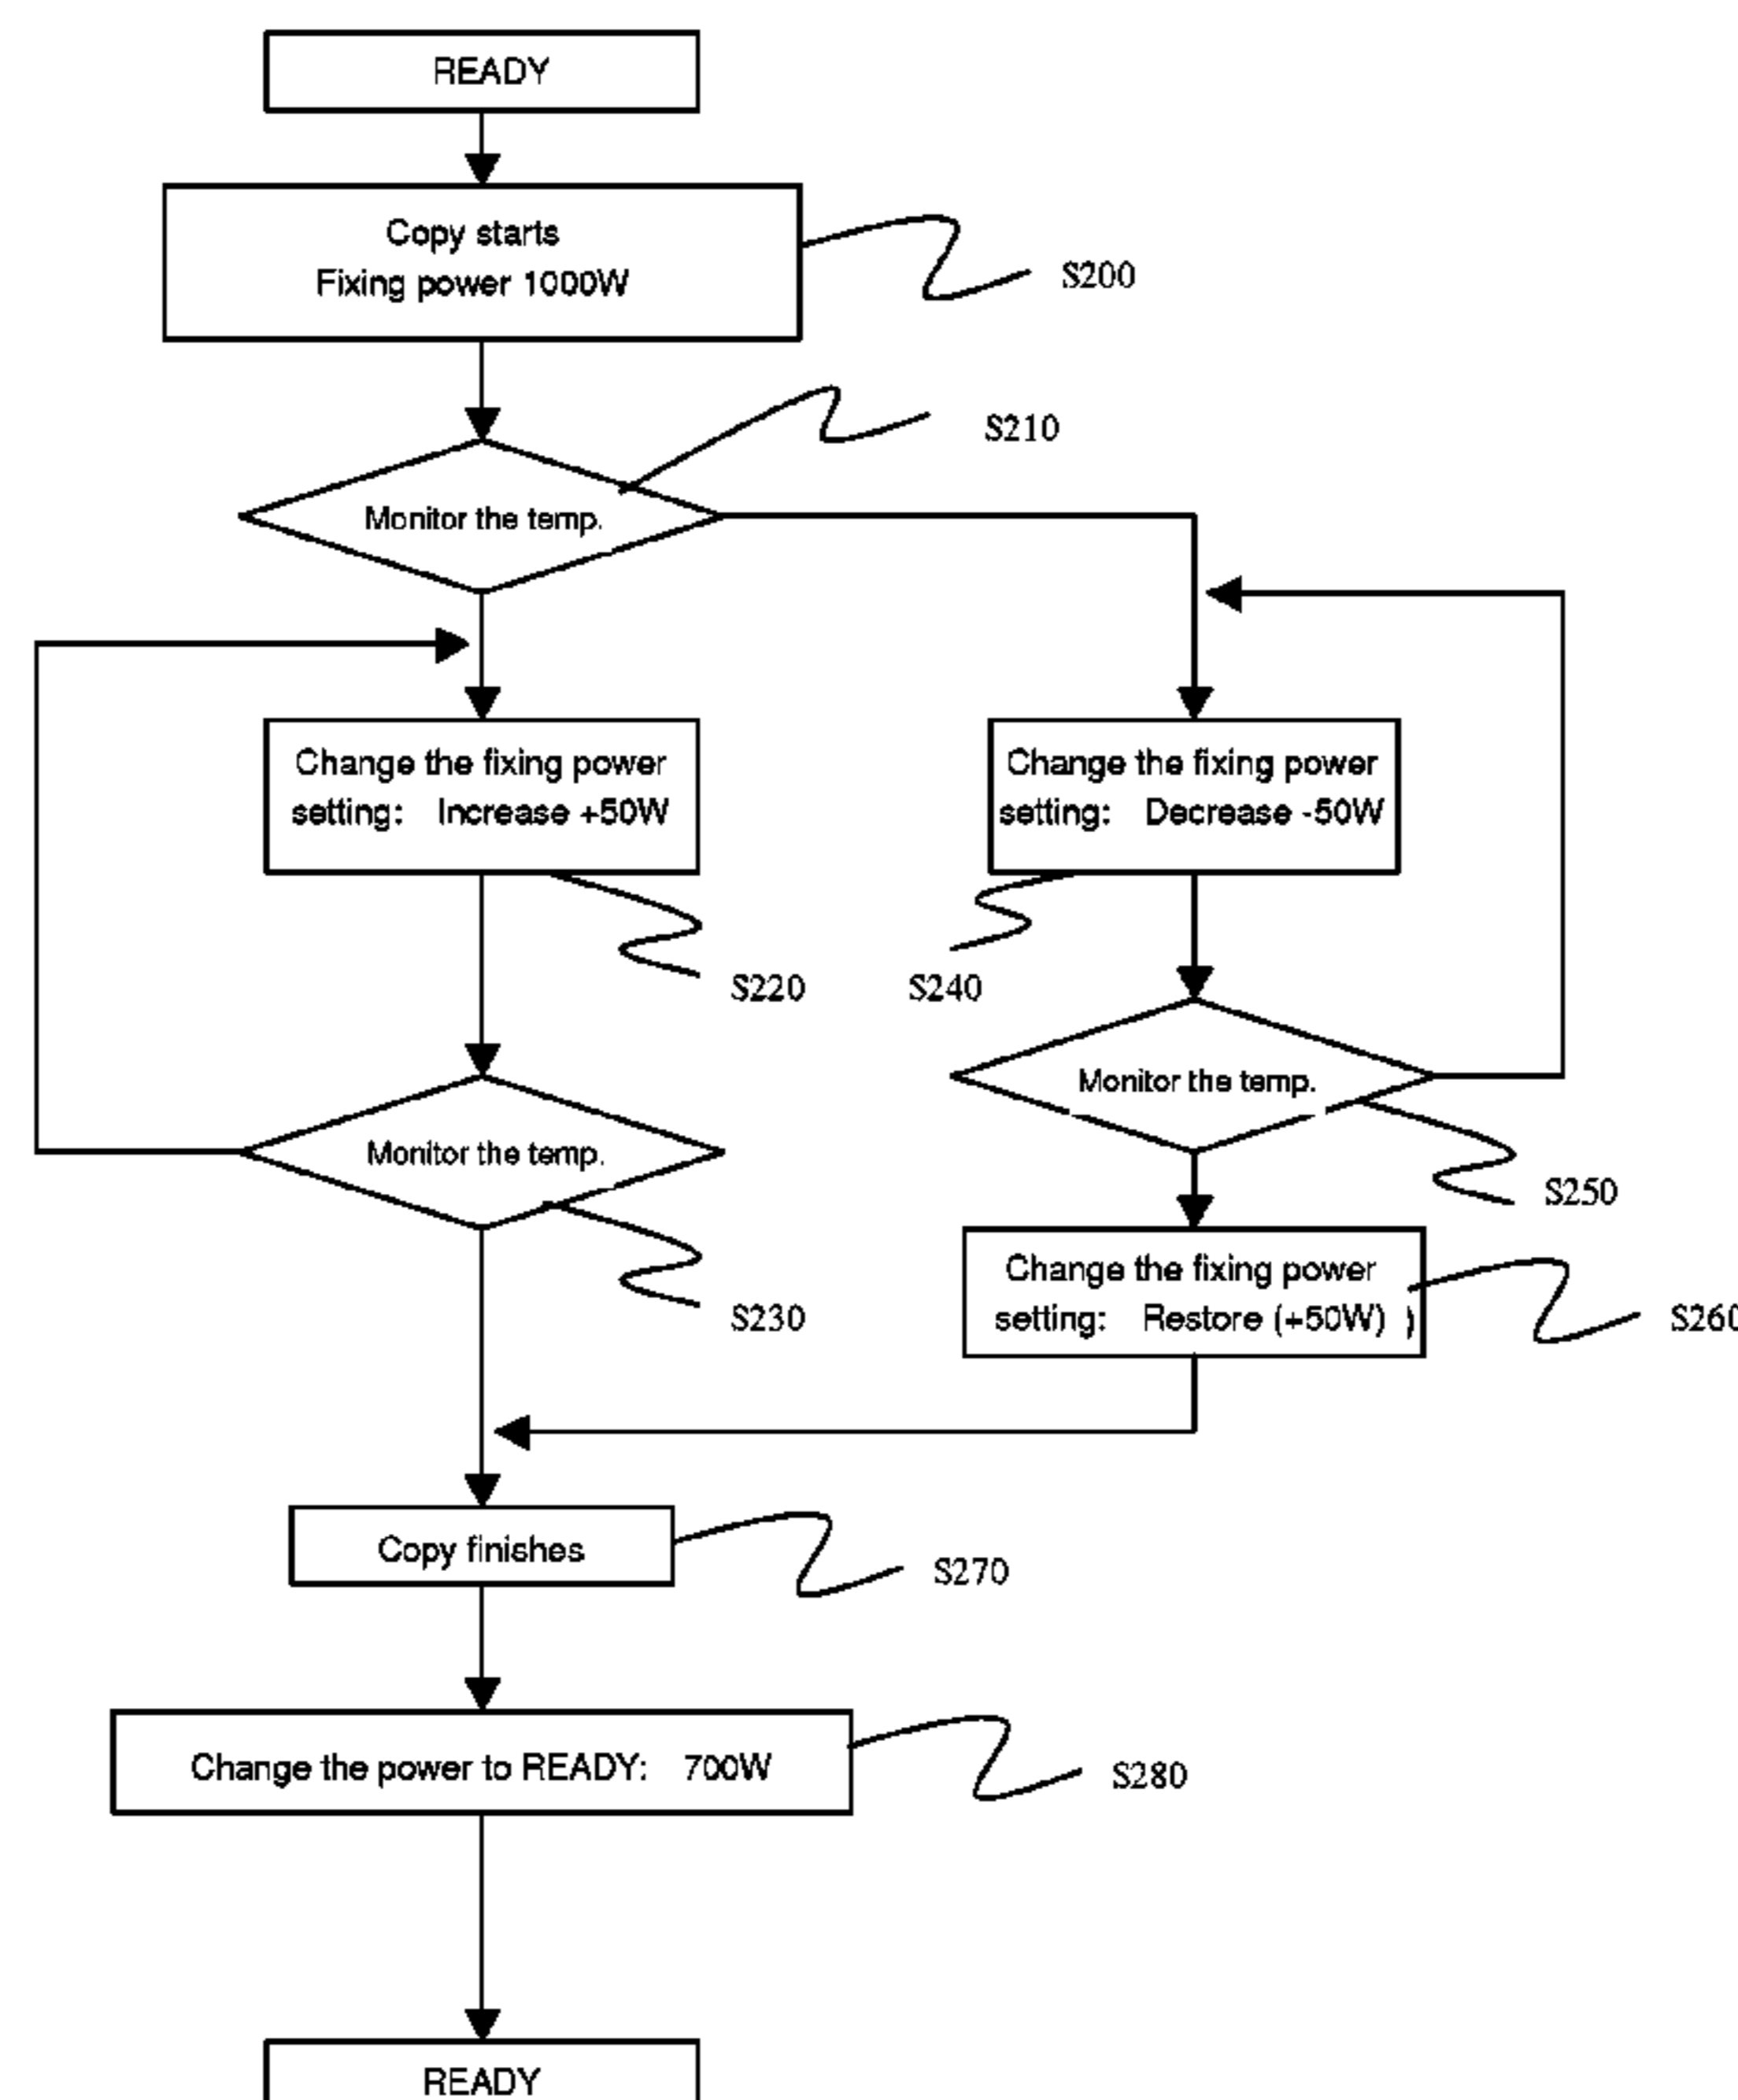 READY
Copy starts
Fixing power 1000W
S200
S210
Monitor the temp.
Change the fixing power
setting: Increase +50W
Change the fixing power
setting: Decrease -50W
S220
S240
Monitor the temp.
Monitor the temp.
S250
S230
Change the fixing power
setting: Restore (+50W) )
S260
Copy finishes
S270
Change the power to READY: 700W
S280
READY